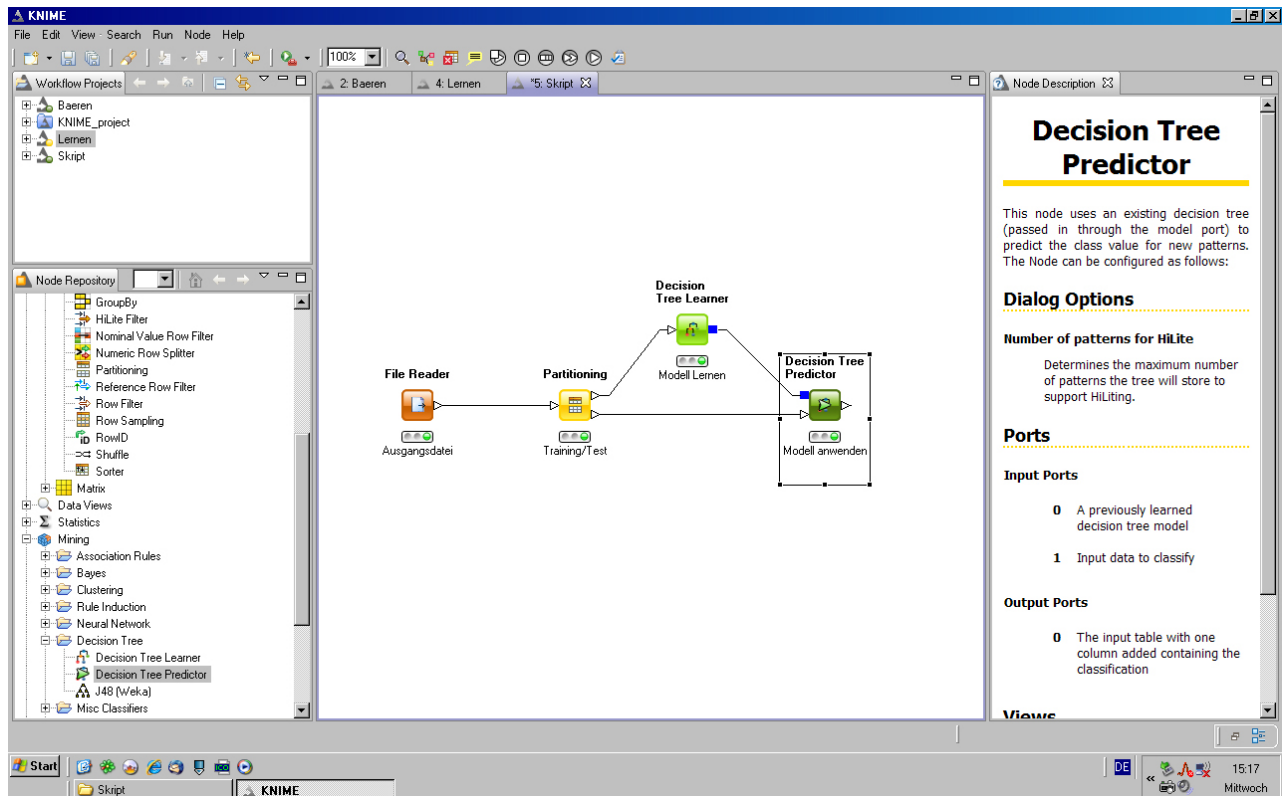 KNIME
File Edit View Search Run Node Help
100%
Workflow Projects
Baeren
KNIME_project
Lernen
Skript
Node Repository
GroupBy
HiLite Filter
Nominal Value Row Filter
Numeric Row Splitter
Partitioning
Reference Row Filter
Row Filter
Row Sampling
RowID
Shuffle
Sorter
Matrix
Data Views
Statistics
Mining
Association Rules
Bayes
Clustering
Rule Induction
Neural Network
Decision Tree
Decision Tree Learner
Decision Tree Predictor
J48 (Weka)
Misc Classifiers
2: Baeren
4: Lernen
*5: Skript
Decision
Tree Learner
Modell Lernen
File Reader
Ausgangsdatei
Partitioning
Training/Test
Decision Tree
Predictor
Modell anwenden
Node Description
Decision Tree
Predictor
This node uses an existing decision tree
(passed in through the model port) to
predict the class value for new patterns.
The Node can be configured as follows:
Dialog Options
Number of patterns for HiLite
Determines the maximum number
of patterns the tree will store to
support HiLiting.
Ports
Input Ports
0 A previously learned
decision tree model
1 Input data to classify
Output Ports
0 The input table with one
column added containing the
classification
Views
Start
DE
15:17
Skript
KNIME
Mittwoch